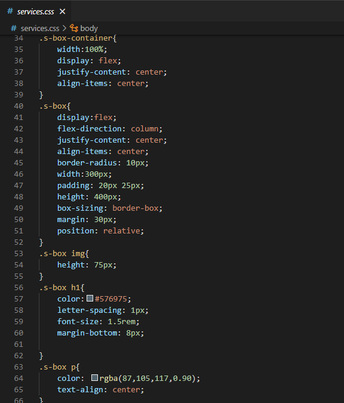 services.css ×
services.css > body
34 .s-box-container{
35 width:100%;
36 display: flex;
37 justify-content: center;
38 align-items: center;
39 }
40 .s-box{
41 display:flex;
42 flex-direction: column;
43 justify-content: center;
44 align-items: center;
45 border-radius: 10px;
46 width:300px;
47 padding: 20px 25px;
48 height: 400px;
49 box-sizing: border-box;
50 margin: 30px;
51 position: relative;
52 }
53 .s-box img{
54 height: 75px;
55 }
56 .s-box h1{
57 color:#576975;
58 letter-spacing: 1px;
59 font-size: 1.5rem;
60 margin-bottom: 8px;
61
62 }
63 .s-box p{
64 color: rgba(87,105,117,0.90);
65 text-align: center;
66 }